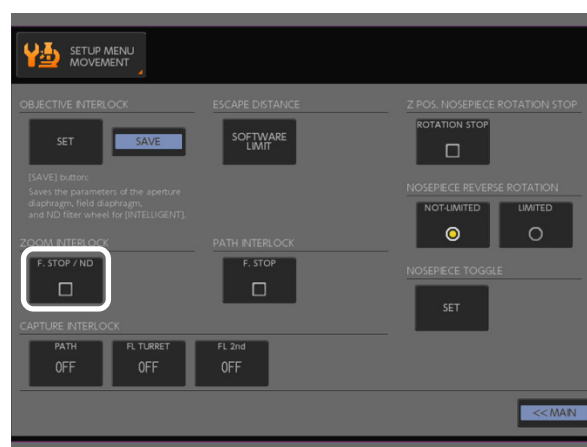 SETUP MENU
MOVEMENT
OBJECTIVE INTERLOCK
SET
SAVE
[SAVE] button:
Saves the parameters of the aperture
diaphragm, field diaphragm,
and ND filter wheel for [INTELLIGENT].
ESCAPE DISTANCE
SOFTWARE
LIMIT
Z POS. NOSEPIECE ROTATION STOP
ROTATION STOP
NOSEPIECE REVERSE ROTATION
NOT-LIMITED
LIMITED
ZOOM INTERLOCK
F. STOP / ND
PATH INTERLOCK
F. STOP
NOSEPIECE TOGGLE
SET
CAPTURE INTERLOCK
PATH
OFF
FL TURRET
OFF
FL 2nd
OFF
<< MAIN